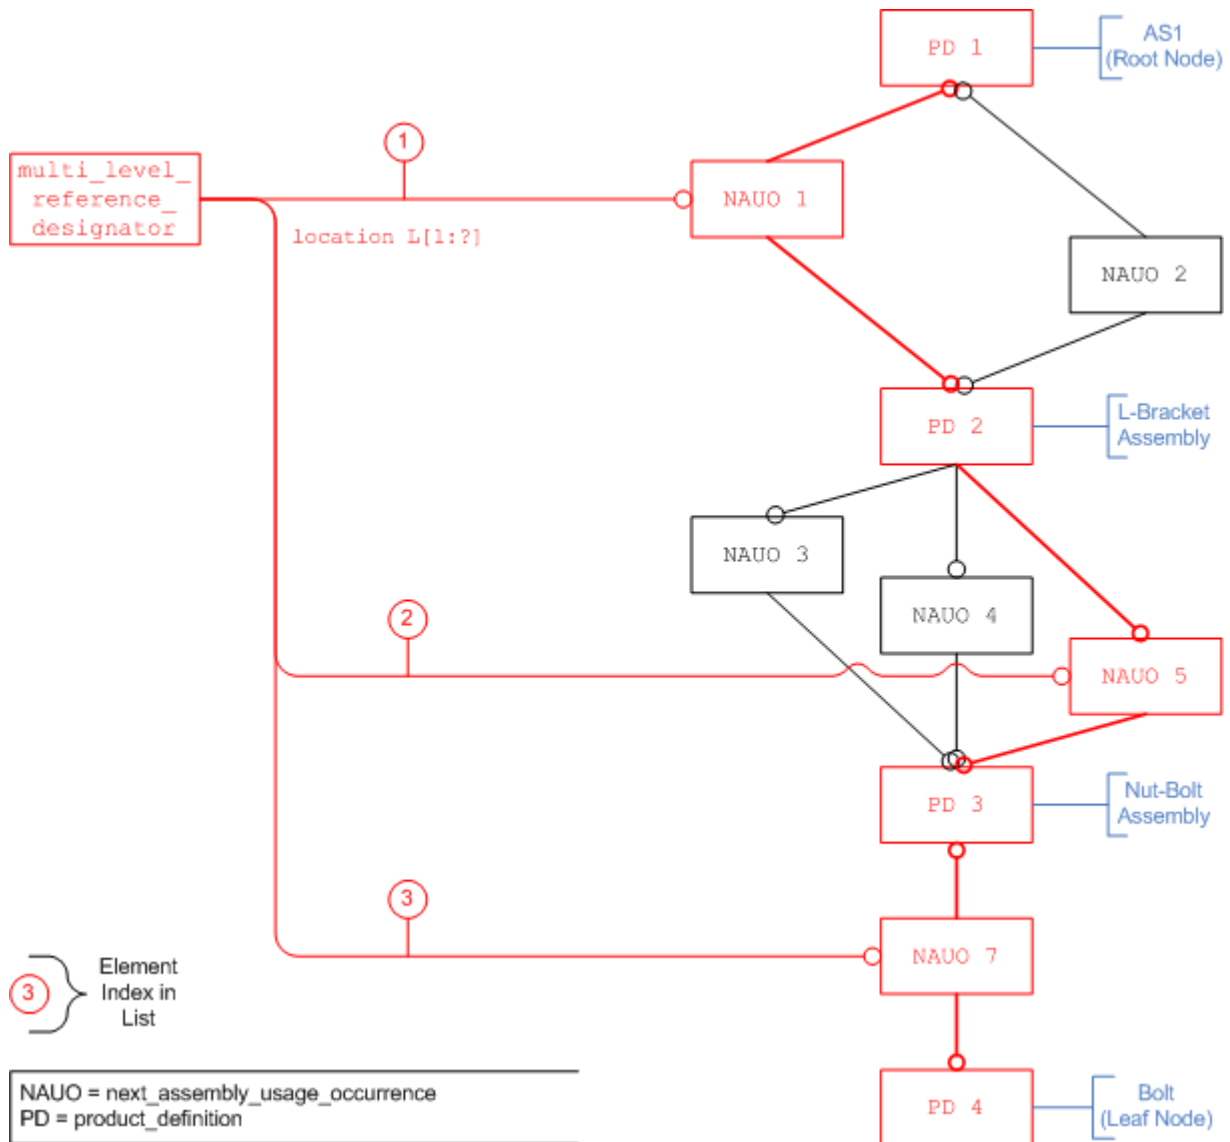 PD 1
AS1
(Root Node)
1
multi_level_
reference_
designator
location L[1:?]
NAUO 1
NAUO 2
PD 2
L-Bracket
Assembly
NAUO 3
NAUO 4
2
NAUO 5
PD 3
Nut-Bolt
Assembly
3
NAUO 7
3
Element
Index in
List
NAUO = next_assembly_usage_occurrence
PD = product_definition
PD 4
Bolt
(Leaf Node)